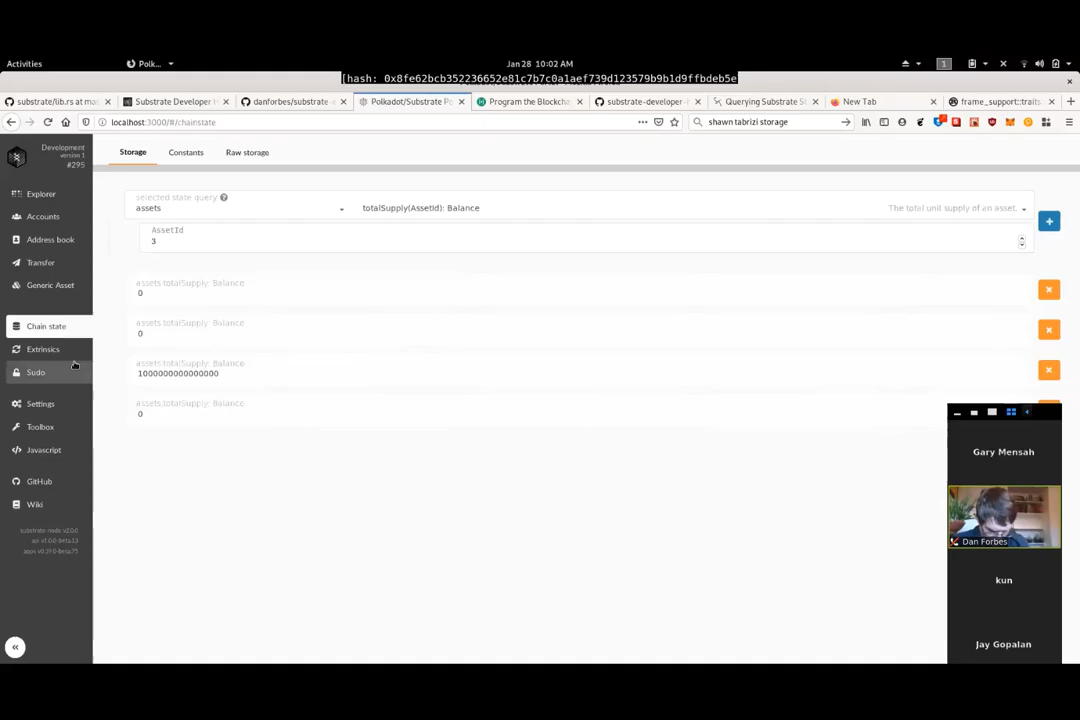 Activities
Polk...
Jan 28 10:02 AM
1
[hash: 0x8fe62bcb352236652e81c7b7c0a1aef739d123579b9b1d9ffbdeb5e
substrate/lib.rs at mas
Substrate Developer H
danforbes/substrate-e
Polkadot/Substrate Po
Program the Blockcha
substrate-developer-h
Querying Substrate St
New Tab
frame_support::traits
localhost:3000/#/chainstate
shawn tabrizi storage
Development
version 1
#295
Storage
Constants
Raw storage
Explorer
Accounts
Address book
Transfer
Generic Asset
Chain state
Extrinsics
Sudo
Settings
Toolbox
Javascript
GitHub
Wiki
substrate-node v2.0.0
api v1.0.0-beta.13
apps v0.39.0-beta.75
selected state query
assets
totalSupply(AssetId): Balance
The total unit supply of an asset.
AssetId
3
assets.totalSupply: Balance
0
assets.totalSupply: Balance
0
assets.totalSupply: Balance
1000000000000000
assets.totalSupply: Balance
0
Gary Mensah
Dan Forbes
kun
Jay Gopalan